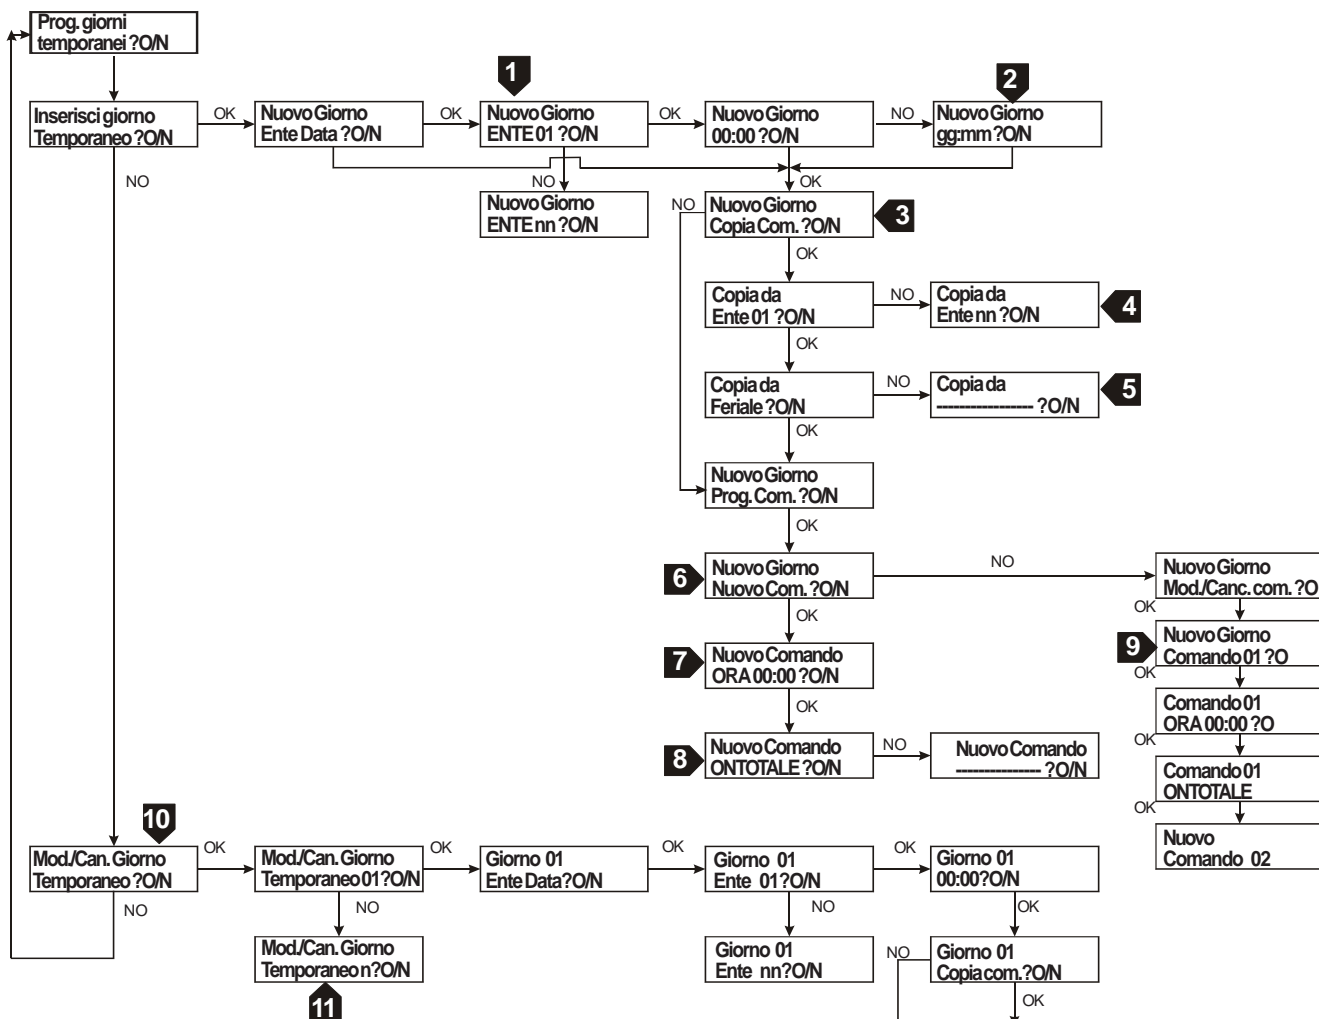 Prog. giorni
temporanei ?O/N
1
2
Inserisci giorno
Temporaneo ?O/N
OK
Nuovo Giorno
Ente Data ?O/N
OK
Nuovo Giorno
ENTE 01 ?O/N
OK
Nuovo Giorno
00:00 ?O/N
NO
Nuovo Giorno
gg:mm ?O/N
NO
NO
OK
Nuovo Giorno
ENTE nn ?O/N
NO
Nuovo Giorno
Copia Com. ?O/N
3
OK
Copia da
Ente 01 ?O/N
NO
Copia da
Ente nn ?O/N
4
OK
Copia da
Feriale ?O/N
NO
Copia da
------------------ ?O/N
5
OK
Nuovo Giorno
Prog. Com. ?O/N
OK
6
Nuovo Giorno
Nuovo Com. ?O/N
NO
Nuovo Giorno
Mod./Canc. com. ?O
OK
OK
7
Nuovo Comando
ORA 00:00 ?O/N
9
Nuovo Giorno
Comando 01 ?O
OK
OK
Comando 01
ORA 00:00 ?O
OK
8
Nuovo Comando
ONTOTALE ?O/N
NO
Nuovo Comando
---------------- ?O/N
Comando 01
ONTOTALE
OK
Nuovo
Comando 02
10
Mod./Can. Giorno
Temporaneo ?O/N
OK
Mod./Can. Giorno
Temporaneo 01?O/N
OK
Giorno 01
Ente Data?O/N
OK
Giorno 01
Ente 01?O/N
OK
Giorno 01
00:00?O/N
NO
NO
NO
OK
Mod./Can. Giorno
Temporaneo n?O/N
11
Giorno 01
Ente nn?O/N
NO
Giorno 01
Copia com.?O/N
OK